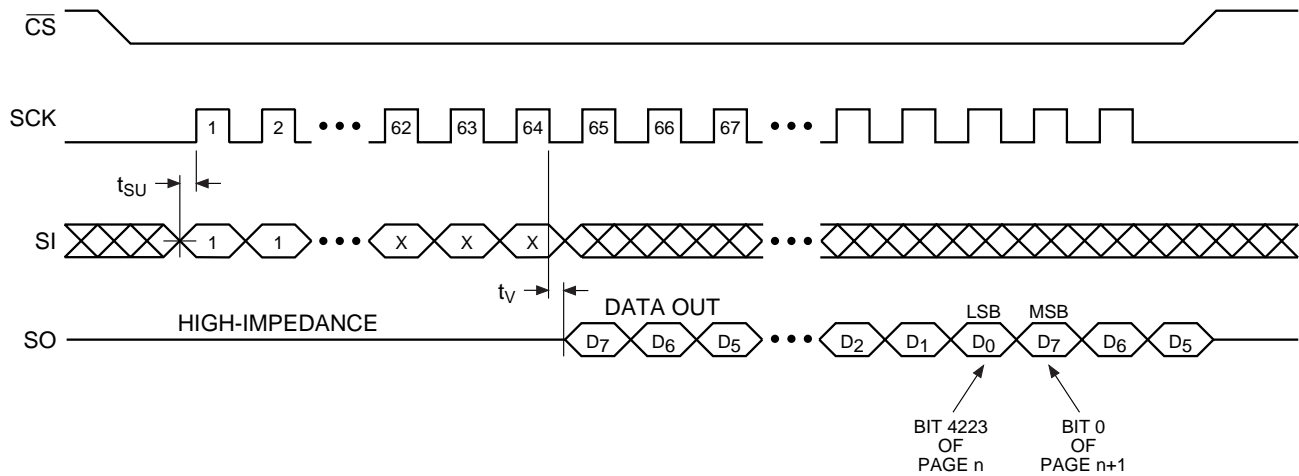 CS
SCK
1 2 ••• 62 63 64 65 66 67 •••
tSU
SI
1 1 ••• X X X •••
tV
HIGH-IMPEDANCE
DATA OUT
LSB MSB
SO
D7 D6 D5 ••• D2 D1 D0 D7 D6 D5
BIT 4223
OF
PAGE n
BIT 0
OF
PAGE n+1